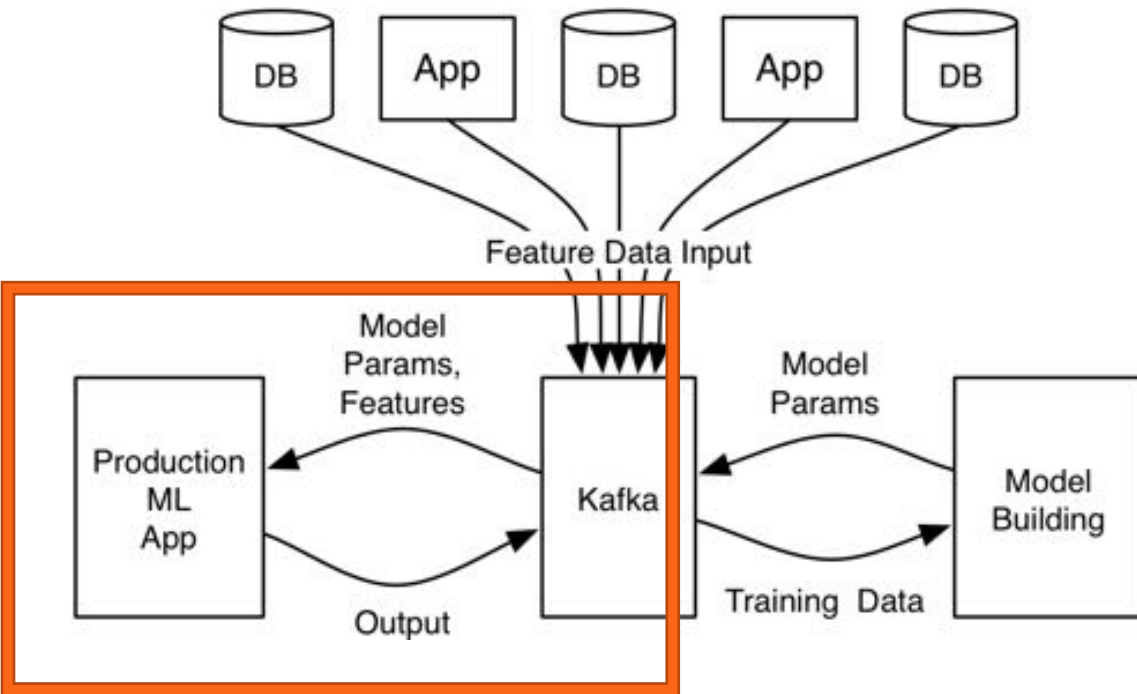 DB
App
DB
App
DB
Feature Data Input
Model
Params,
Features
Model
Params
Production
ML
App
Kafka
Model
Building
Output
Training Data